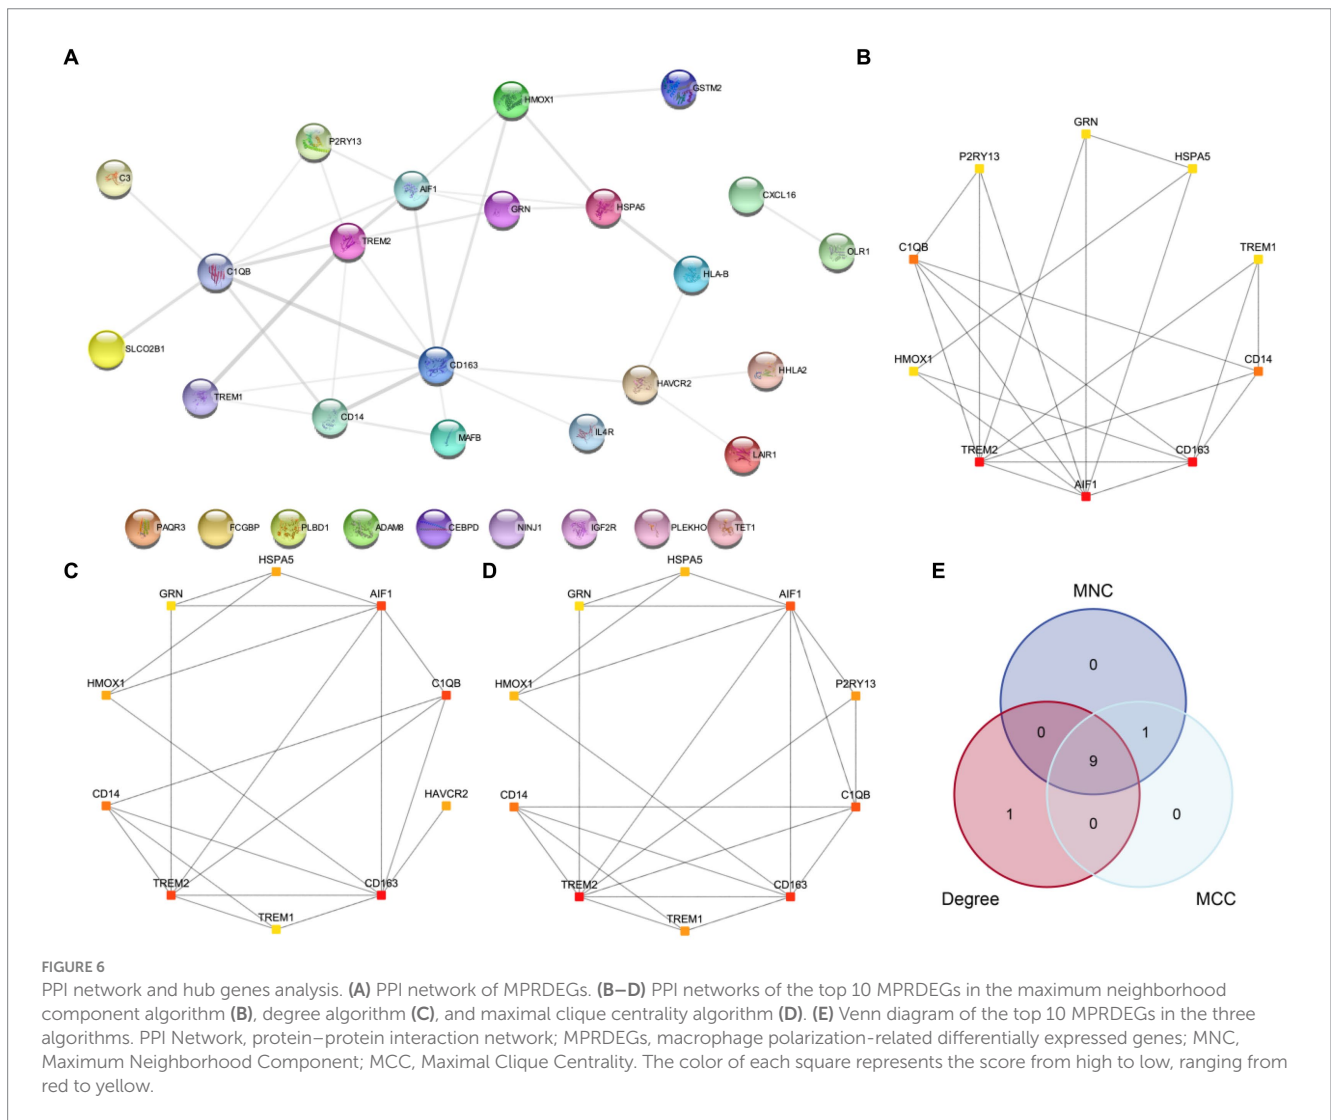 A
HMOX1
GSTM2
P2RY13
C3
AIF1
GRN
HSPA5
CXCL16
TREM2
OLR1
C1QB
HLA-B
SLCO2B1
CD163
HAVCR2
HHLA2
TREM1
CD14
MAFB
IL4R
LAIR1
PAQR3 FCGBP PLBD1 ADAM8 CEBPD NINJ1 IGF2R PLEKHO TET1
B
GRN
P2RY13
HSPA5
C1QB
TREM1
HMOX1
CD14
TREM2
CD163
AIF1
C
HSPA5
GRN
AIF1
HMOX1
C1QB
CD14
HAVCR2
TREM2
CD163
TREM1
D
HSPA5
GRN
AIF1
HMOX1
P2RY13
CD14
C1QB
TREM2
CD163
TREM1
E
MNC
0
0
1
9
1
0
0
Degree
MCC
FIGURE 6
PPI network and hub genes analysis. (A) PPI network of MPRDEGs. (B–D) PPI networks of the top 10 MPRDEGs in the maximum neighborhood
component algorithm (B), degree algorithm (C), and maximal clique centrality algorithm (D). (E) Venn diagram of the top 10 MPRDEGs in the three
algorithms. PPI Network, protein–protein interaction network; MPRDEGs, macrophage polarization-related differentially expressed genes; MNC,
Maximum Neighborhood Component; MCC, Maximal Clique Centrality. The color of each square represents the score from high to low, ranging from
red to yellow.